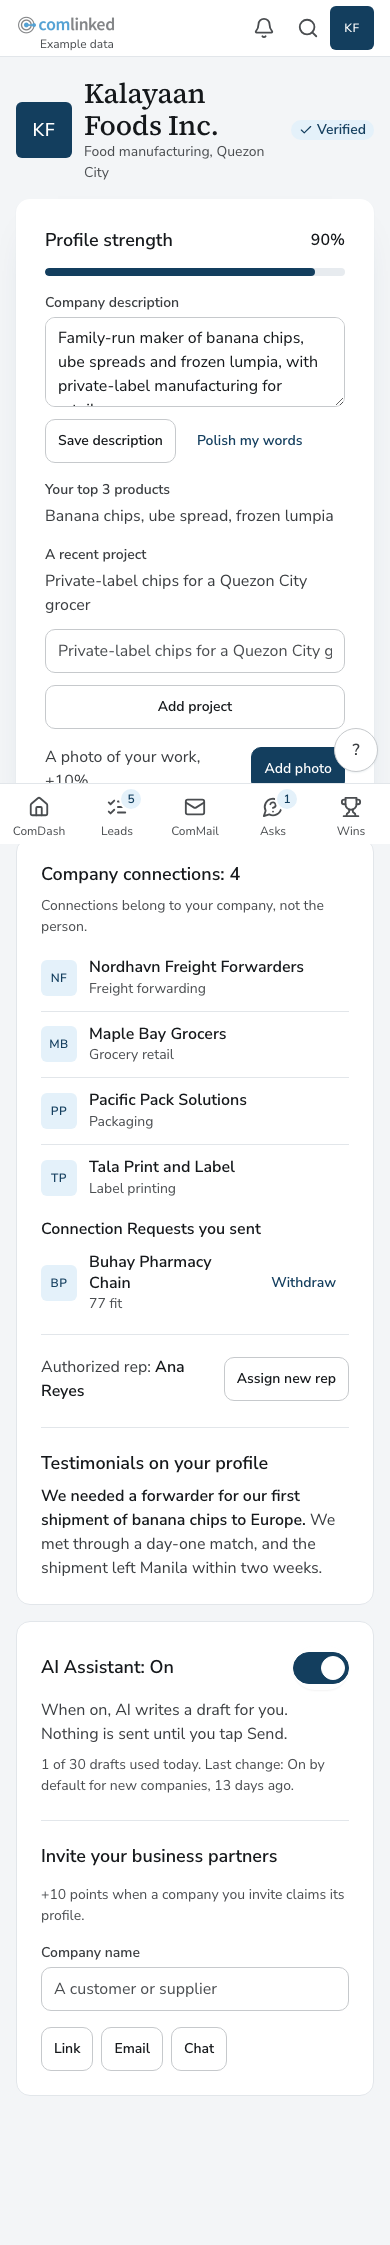 comlinked
Example data
KF
KF
Kalayaan
Foods Inc.
Food manufacturing, Quezon
City
Verified
Profile strength
90%
Company description
Family-run maker of banana chips,
ube spreads and frozen lumpia, with
private-label manufacturing for
Save description
Polish my words
Your top 3 products
Banana chips, ube spread, frozen lumpia
A recent project
Private-label chips for a Quezon City
grocer
Private-label chips for a Quezon City g
Add project
A photo of your work,
+10%
Add photo
?
ComDash
5
Leads
ComMail
1
Asks
Wins
Company connections: 4
Connections belong to your company, not the
person.
NF
Nordhavn Freight Forwarders
Freight forwarding
MB
Maple Bay Grocers
Grocery retail
PP
Pacific Pack Solutions
Packaging
TP
Tala Print and Label
Label printing
Connection Requests you sent
BP
Buhay Pharmacy
Chain
77 fit
Withdraw
Authorized rep: Ana
Reyes
Assign new rep
Testimonials on your profile
We needed a forwarder for our first
shipment of banana chips to Europe. We
met through a day-one match, and the
shipment left Manila within two weeks.
AI Assistant: On
When on, AI writes a draft for you.
Nothing is sent until you tap Send.
1 of 30 drafts used today. Last change: On by
default for new companies, 13 days ago.
Invite your business partners
+10 points when a company you invite claims its
profile.
Company name
A customer or supplier
Link
Email
Chat